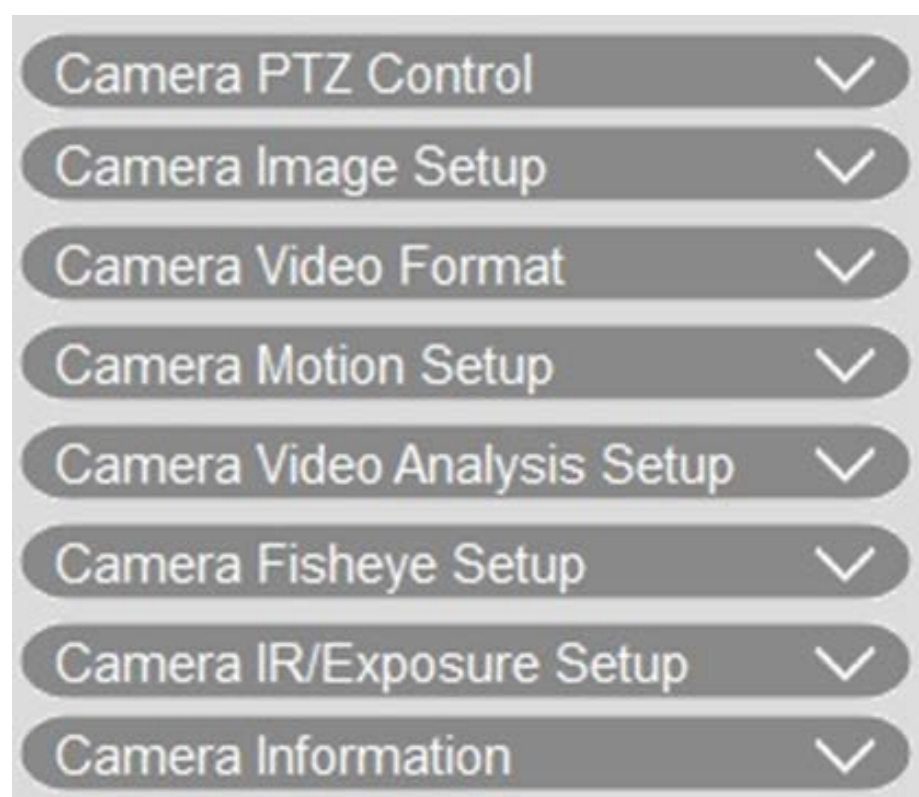 Camera PTZ Control
Camera Image Setup
Camera Video Format
Camera Motion Setup
Camera Video Analysis Setup
Camera Fisheye Setup
Camera IR/Exposure Setup
Camera Information